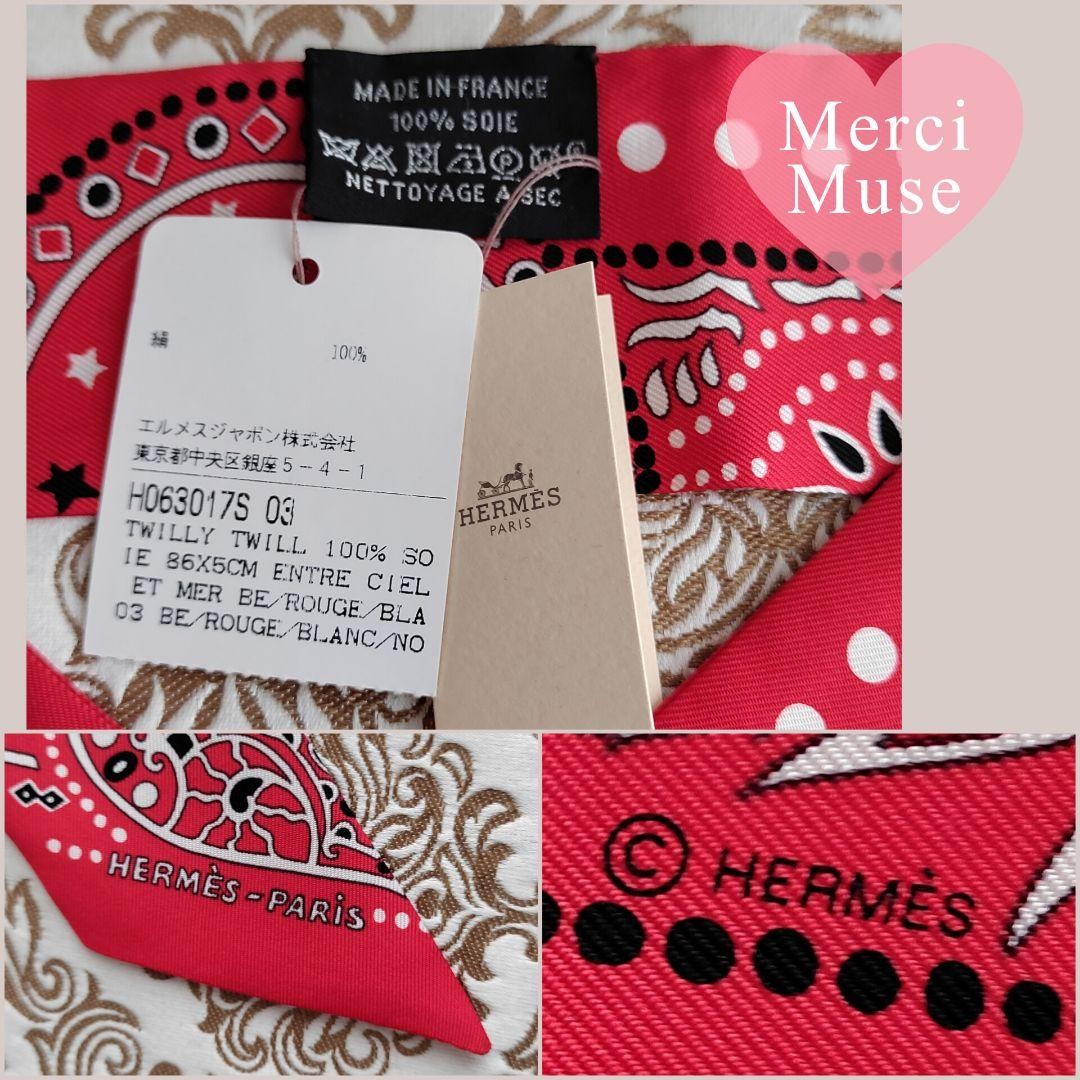 MADE IN FRANCE
100% SOIE
NETTOYAGE A SEC
Merci
Muse
絹 100%
エルメスジャポン株式会社
東京都中央区銀座5-4-1
H063017S 03
TWILLY TWILL 100% SO
IE 86X5CM ENTRE CIEL
ET MER BE/ROUGE/BLA
03 BE/ROUGE/BLANC/NO
HERMÈS
PARIS
HERMÈS-PARIS
© HERMÈS